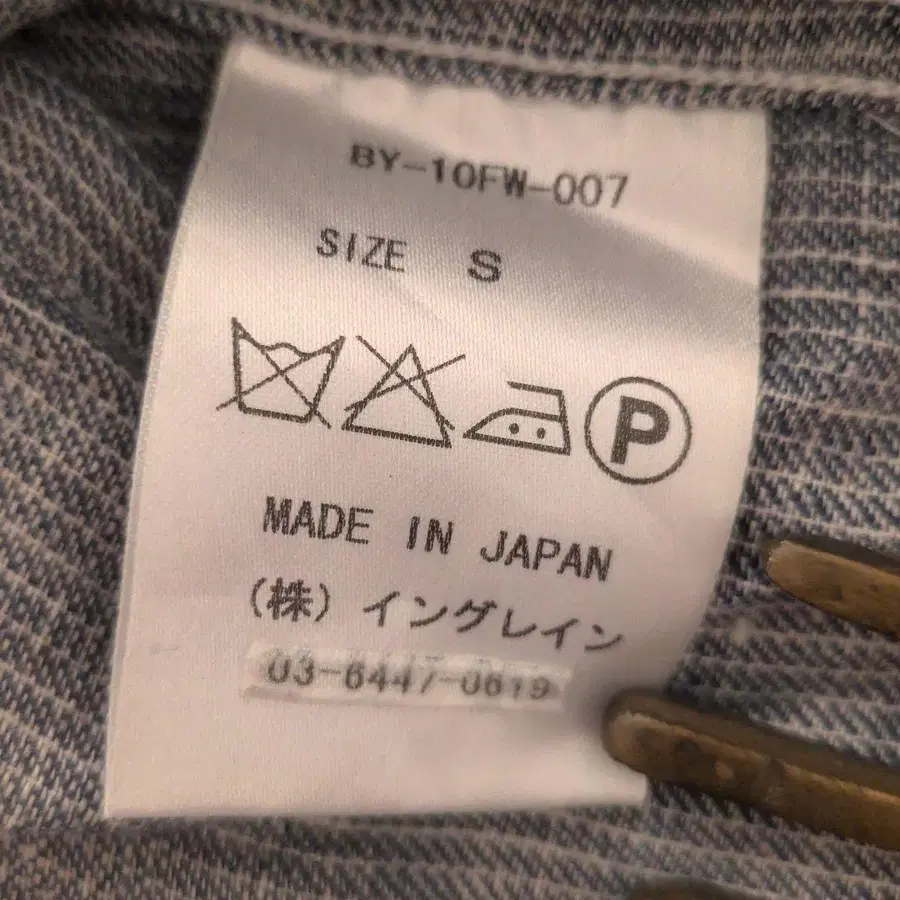 BY-10FW-007
SIZE S
P
MADE IN JAPAN
(株)イングレイン
03-6447-0619